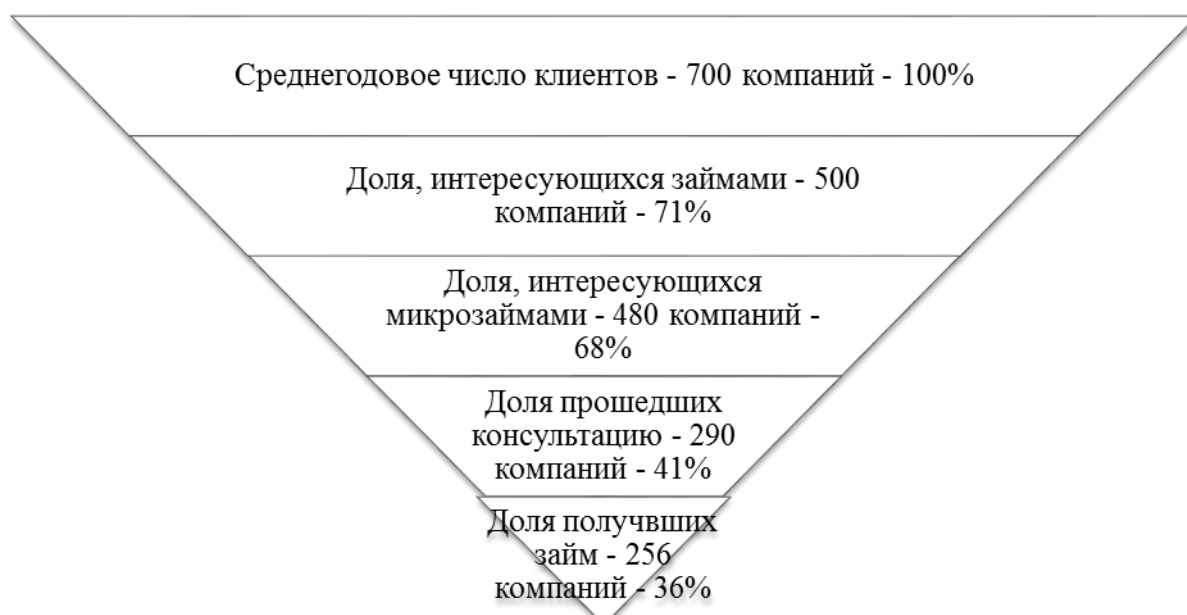 Среднегодовое число клиентов - 700 компаний - 100%
Доля, интересующихся займами - 500
компаний - 71%
Доля, интересующихся
микрозаймами - 480 компаний -
68%
Доля прошедших
консультацию - 290
компаний - 41%
Доля получвших
займ - 256
компаний - 36%